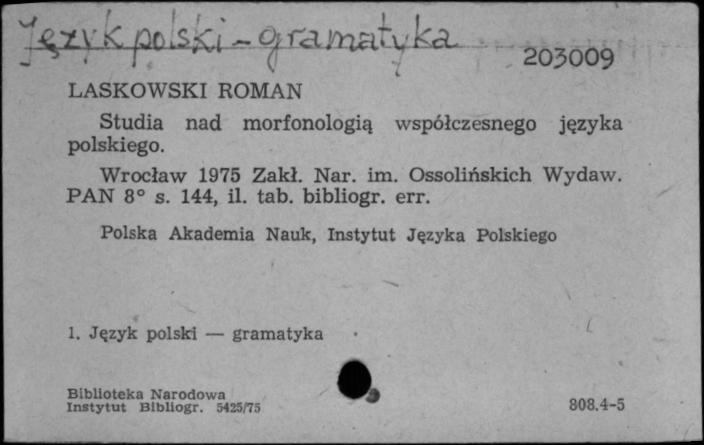 Język polski - gramatyka
203009
LASKOWSKI ROMAN
Studia nad morfonologią współczesnego języka
polskiego.
Wrocław 1975 Zakł. Nar. im. Ossolińskich Wydaw.
PAN 8° s. 144, il. tab. bibliogr. err.
Polska Akademia Nauk, Instytut Języka Polskiego
1. Język polski — gramatyka
Biblioteka Narodowa
Instytut Bibliogr. 5425/75
808.4-5